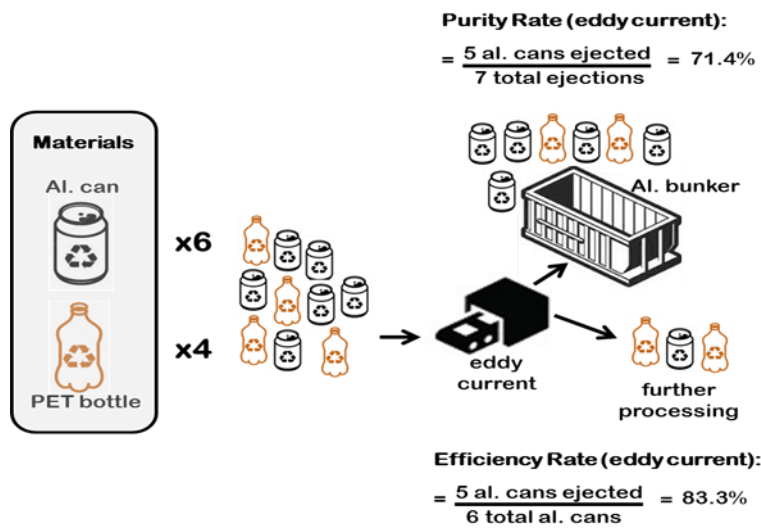 Purity Rate (eddy current):
= 5 al. cans ejected = 71.4%
7 total ejections
Materials
Al. can
x6
Al. bunker
x4
PET bottle
eddy
current
further
processing
Efficiency Rate (eddy current):
= 5 al. cans ejected = 83.3%
6 total al. cans